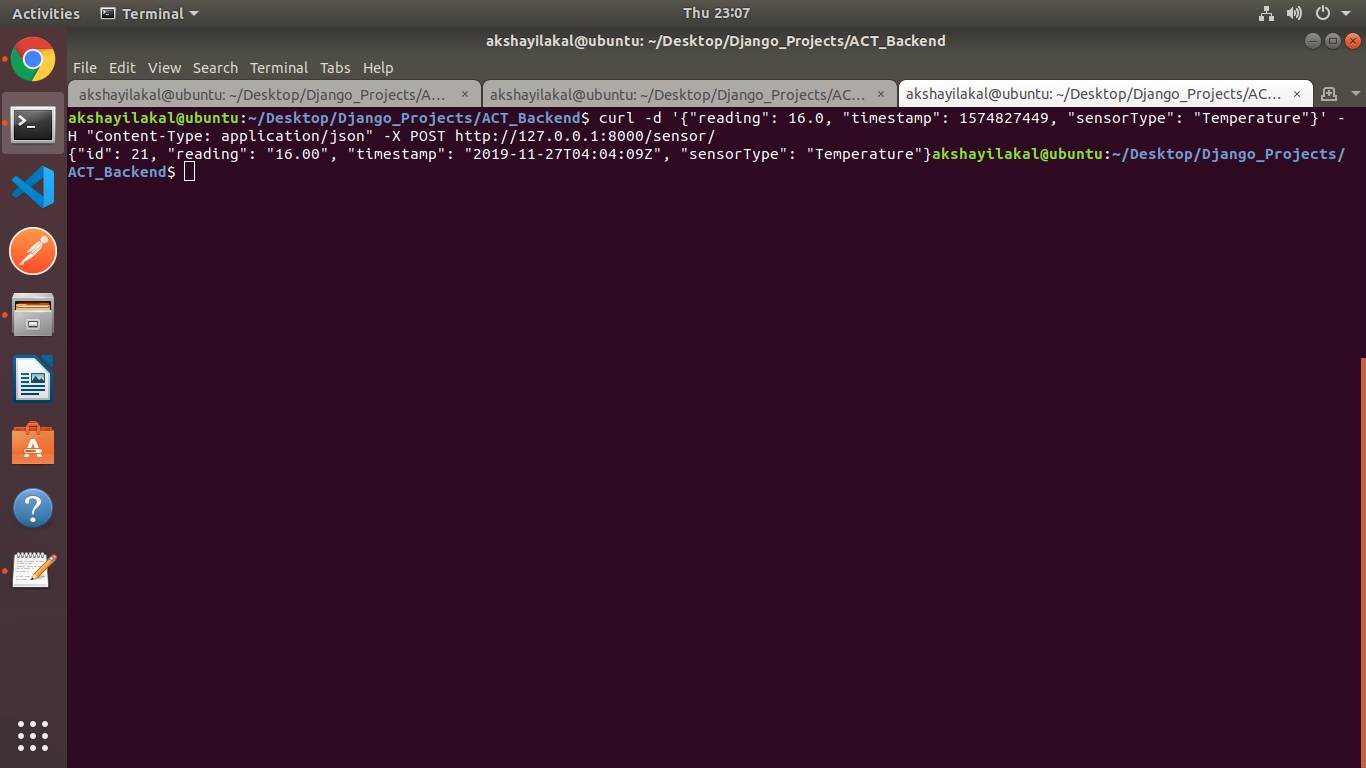 Activities Terminal Thu 23:07
akshayilakal@ubuntu: ~/Desktop/Django_Projects/ACT_Backend
File Edit View Search Terminal Tabs Help
akshayilakal@ubuntu: ~/Desktop/Django_Projects/A... × akshayilakal@ubuntu: ~/Desktop/Django_Projects/AC... × akshayilakal@ubuntu: ~/Desktop/Django_Projects/AC... ×
akshayilakal@ubuntu:~/Desktop/Django_Projects/ACT_Backend$ curl -d '{"reading": 16.0, "timestamp": 1574827449, "sensorType": "Temperature"}' -
H "Content-Type: application/json" -X POST http://127.0.0.1:8000/sensor/
{"id": 21, "reading": "16.00", "timestamp": "2019-11-27T04:04:09Z", "sensorType": "Temperature"}akshayilakal@ubuntu:~/Desktop/Django_Projects/
ACT_Backend$